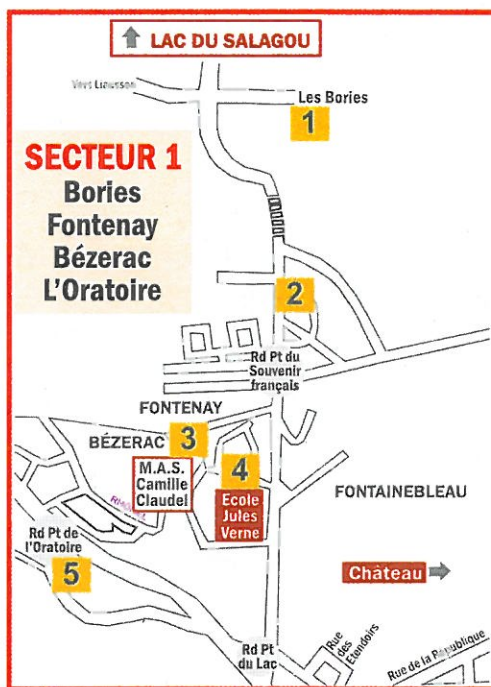 LAC DU SALAGOU
Vers Liausson
Les Bories
1
SECTEUR 1
Bories
Fontenay
Bézerac
L'Oratoire
2
Rd Pt du
Souvenir
français
FONTENAY
BÉZERAC
3
M.A.S.
Camille
Claudel
4
Ecole
Jules
Verne
FONTAINEBLEAU
Rd Pt de
l'Oratoire
5
Château
Rd Pt
du Lac
Rue
des
Etendoirs
Rue de la République